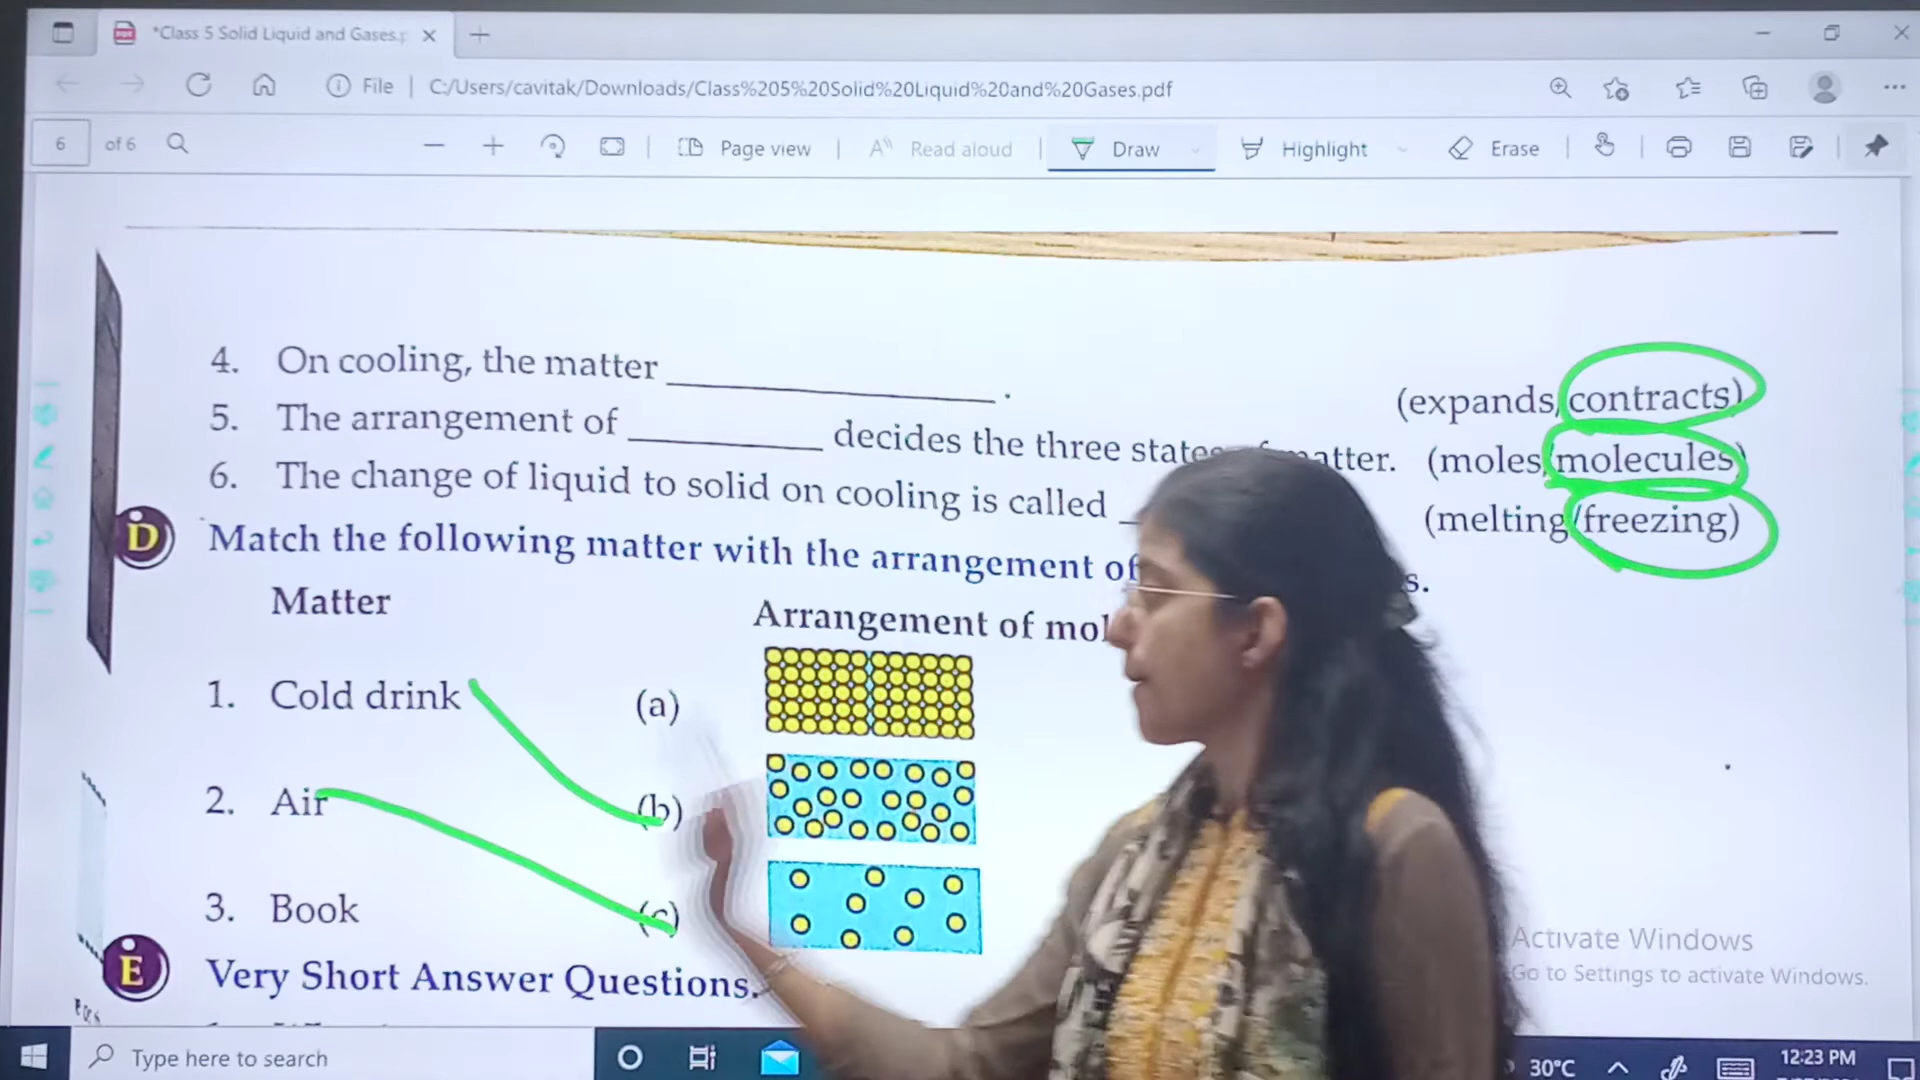 *Class 5 Solid Liquid and Gases.p
File | C:/Users/cavitak/Downloads/Class%205%20Solid%20Liquid%20and%20Gases.pdf
6 of 6 Page view Read aloud Draw Highlight Erase
4. On cooling, the matter ____________. (expands/contracts)
5. The arrangement of ________ decides the three states of matter. (moles/molecules)
6. The change of liquid to solid on cooling is called _ (melting/freezing)
D Match the following matter with the arrangement of s.
Matter Arrangement of mol
1. Cold drink (a)
2. Air (b)
3. Book (c)
E Very Short Answer Questions.
Activate Windows
Go to Settings to activate Windows.
Type here to search
30°C
12:23 PM